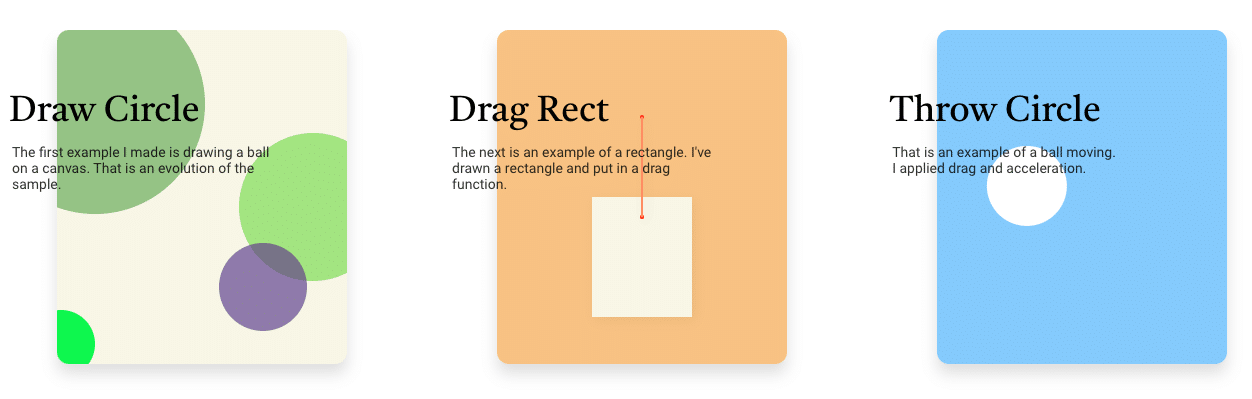 Draw Circle
The first example I made is drawing a ball
on a canvas. That is an evolution of the
sample.
Drag Rect
The next is an example of a rectangle. I've
drawn a rectangle and put in a drag
function.
Throw Circle
That is an example of a ball moving.
I applied drag and acceleration.